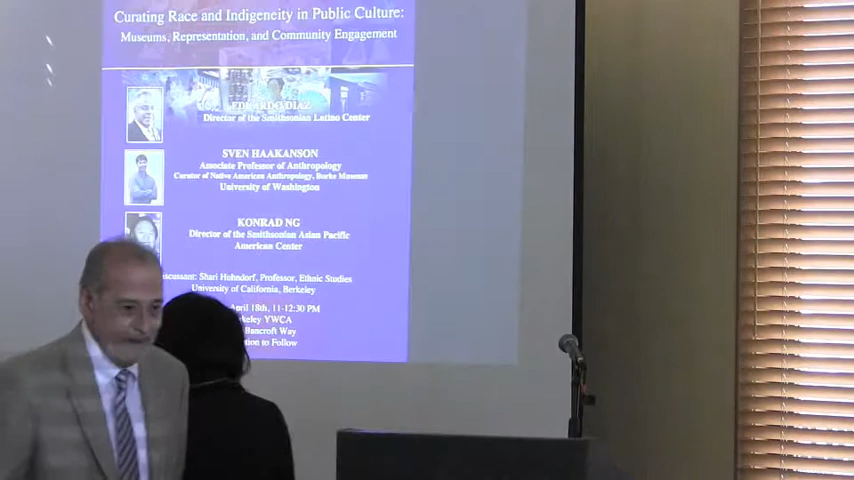 Curating Race and Indigeneity in Public Culture:
Museums, Representation, and Community Engagement
EDUARDO DIAZ
Director of the Smithsonian Latino Center
SVEN HAAKANSON
Associate Professor of Anthropology
Curator of Native American Anthropology, Burke Museum
University of Washington
KONRAD NG
Director of the Smithsonian Asian Pacific
American Center
Shari Huhndorf, Professor, Ethnic Studies
University of California, Berkeley
April 18th, 11-12:30 PM
YWCA
Bancroft Way
to Follow